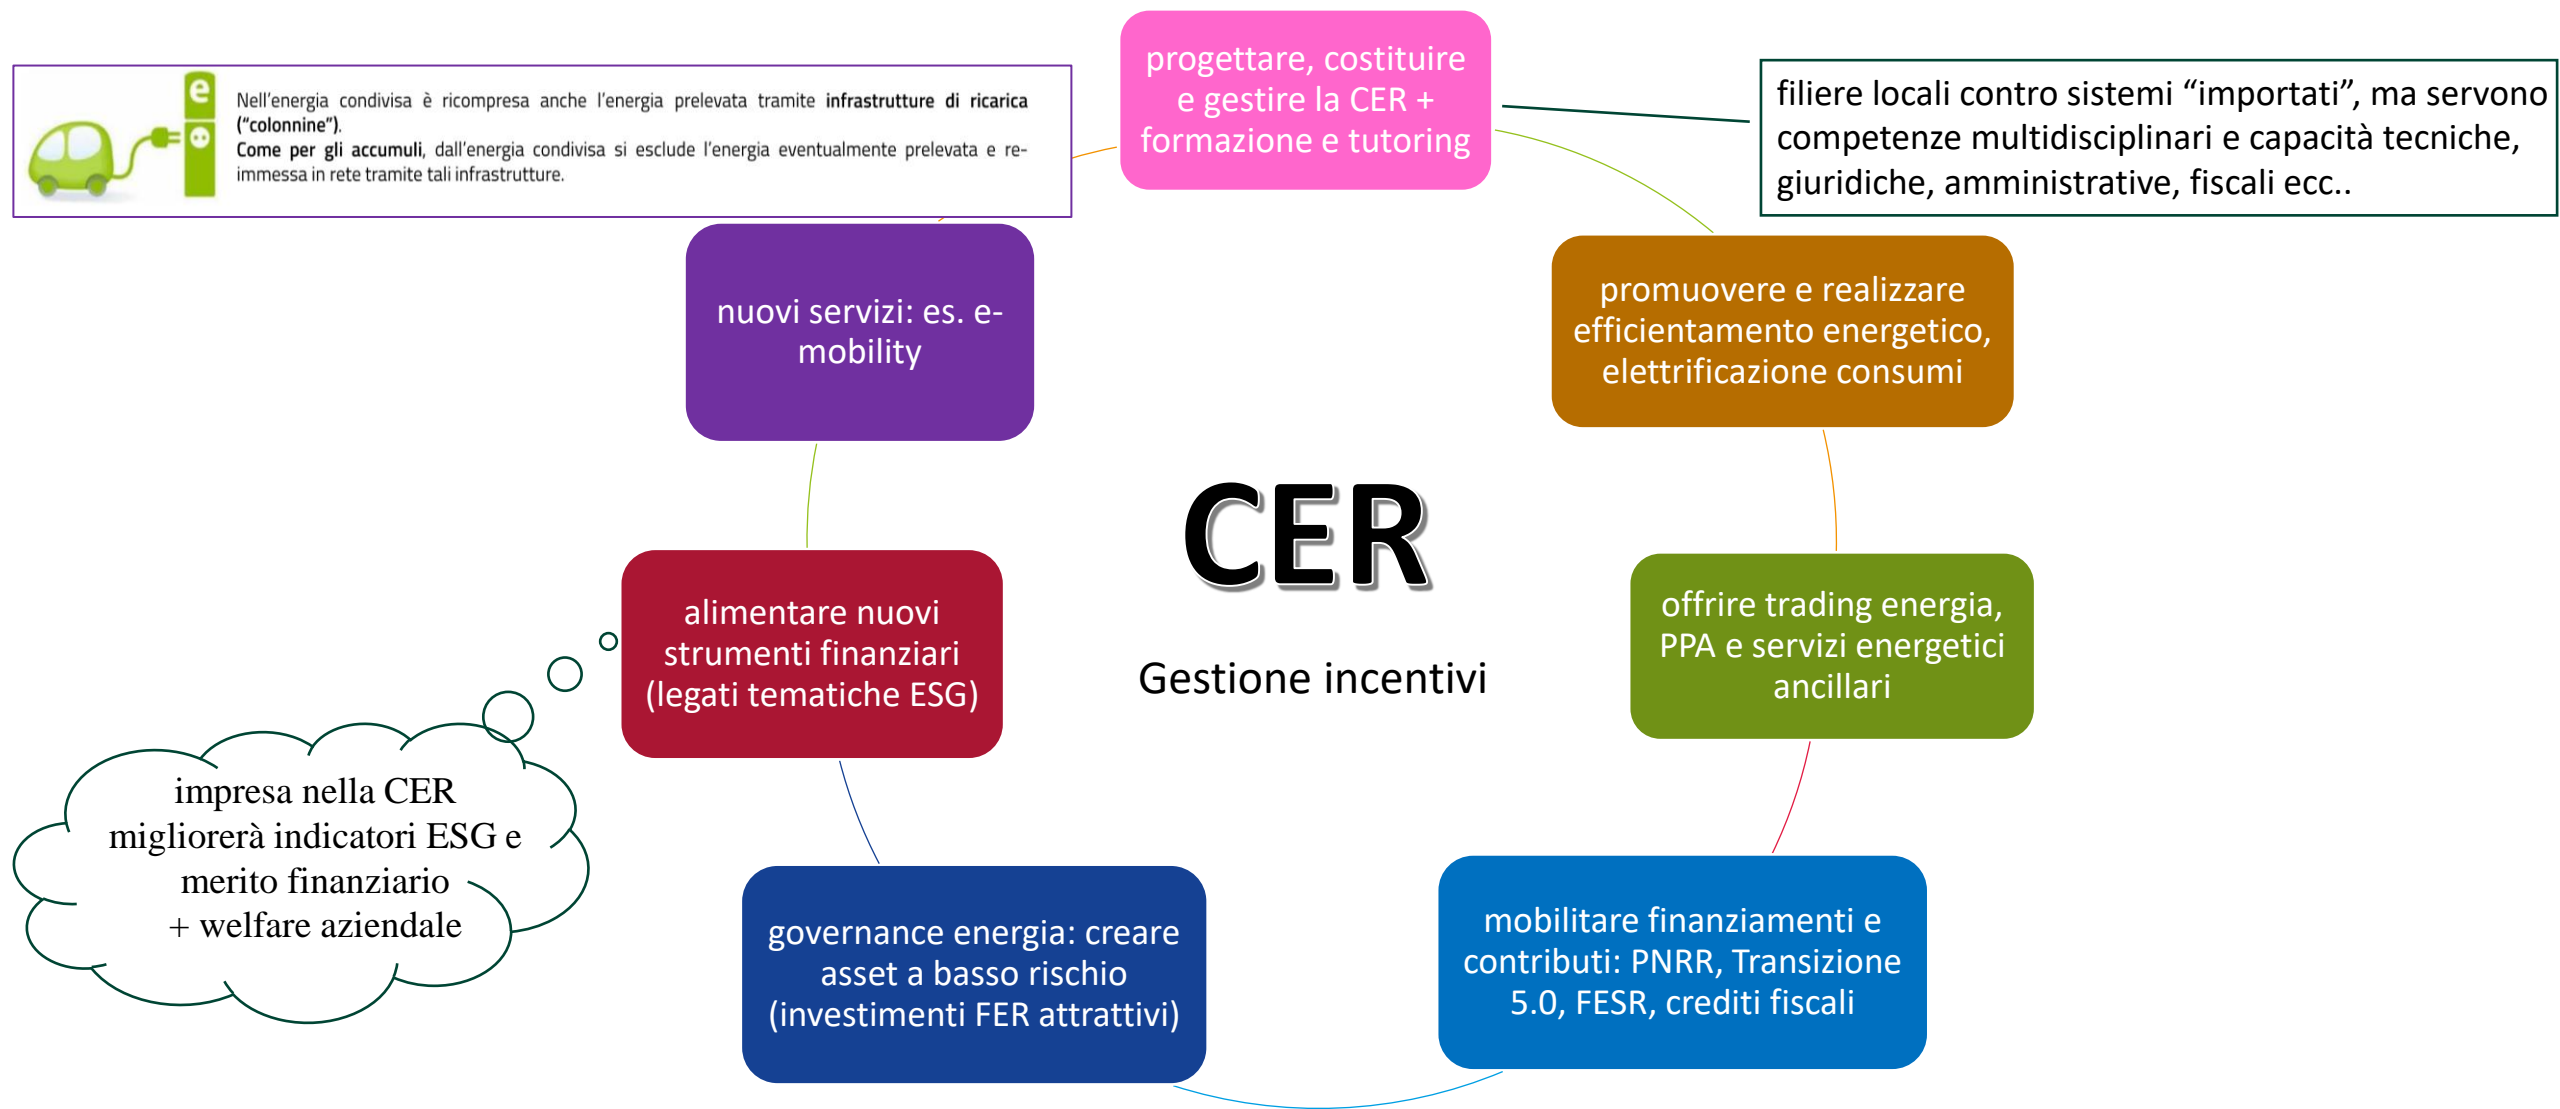 progettare, costituire
e gestire la CER +
formazione e tutoring
e
Nell'energia condivisa è ricompresa anche l'energia prelevata tramite infrastrutture di ricarica
("colonnine").
Come per gli accumuli, dall'energia condivisa si esclude l'energia eventualmente prelevata e re-
immessa in rete tramite tali infrastrutture.
filiere locali contro sistemi “importati”, ma servono
competenze multidisciplinari e capacità tecniche,
giuridiche, amministrative, fiscali ecc..
nuovi servizi: es. e-
mobility
promuovere e realizzare
efficientamento energetico,
elettrificazione consumi
CER
Gestione incentivi
alimentare nuovi
strumenti finanziari
(legati tematiche ESG)
offrire trading energia,
PPA e servizi energetici
ancillari
impresa nella CER
migliorerà indicatori ESG e
merito finanziario
+ welfare aziendale
governance energia: creare
asset a basso rischio
(investimenti FER attrattivi)
mobilitare finanziamenti e
contributi: PNRR, Transizione
5.0, FESR, crediti fiscali